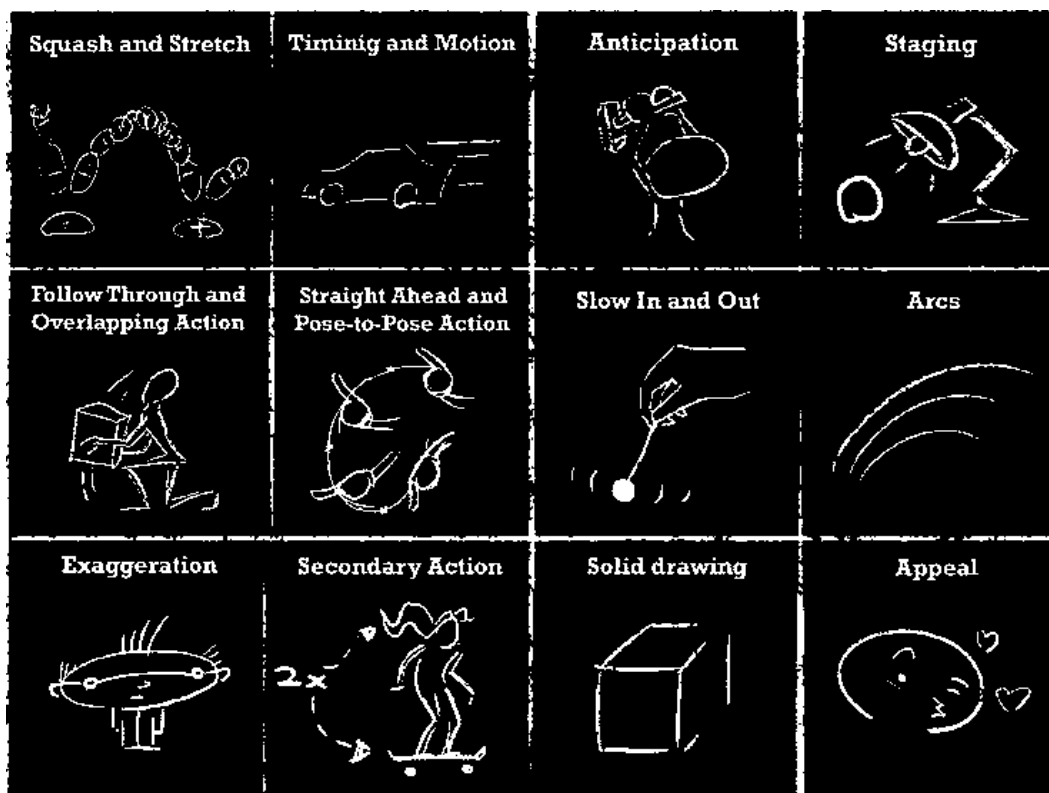 Squash and Stretch
Timinig and Motion
Anticipation
Staging
Follow Through and
Overlapping Action
Straight Ahead and
Pose-to-Pose Action
Slow In and Out
Arcs
Exaggeration
Secondary Action
2x
Solid drawing
Appeal